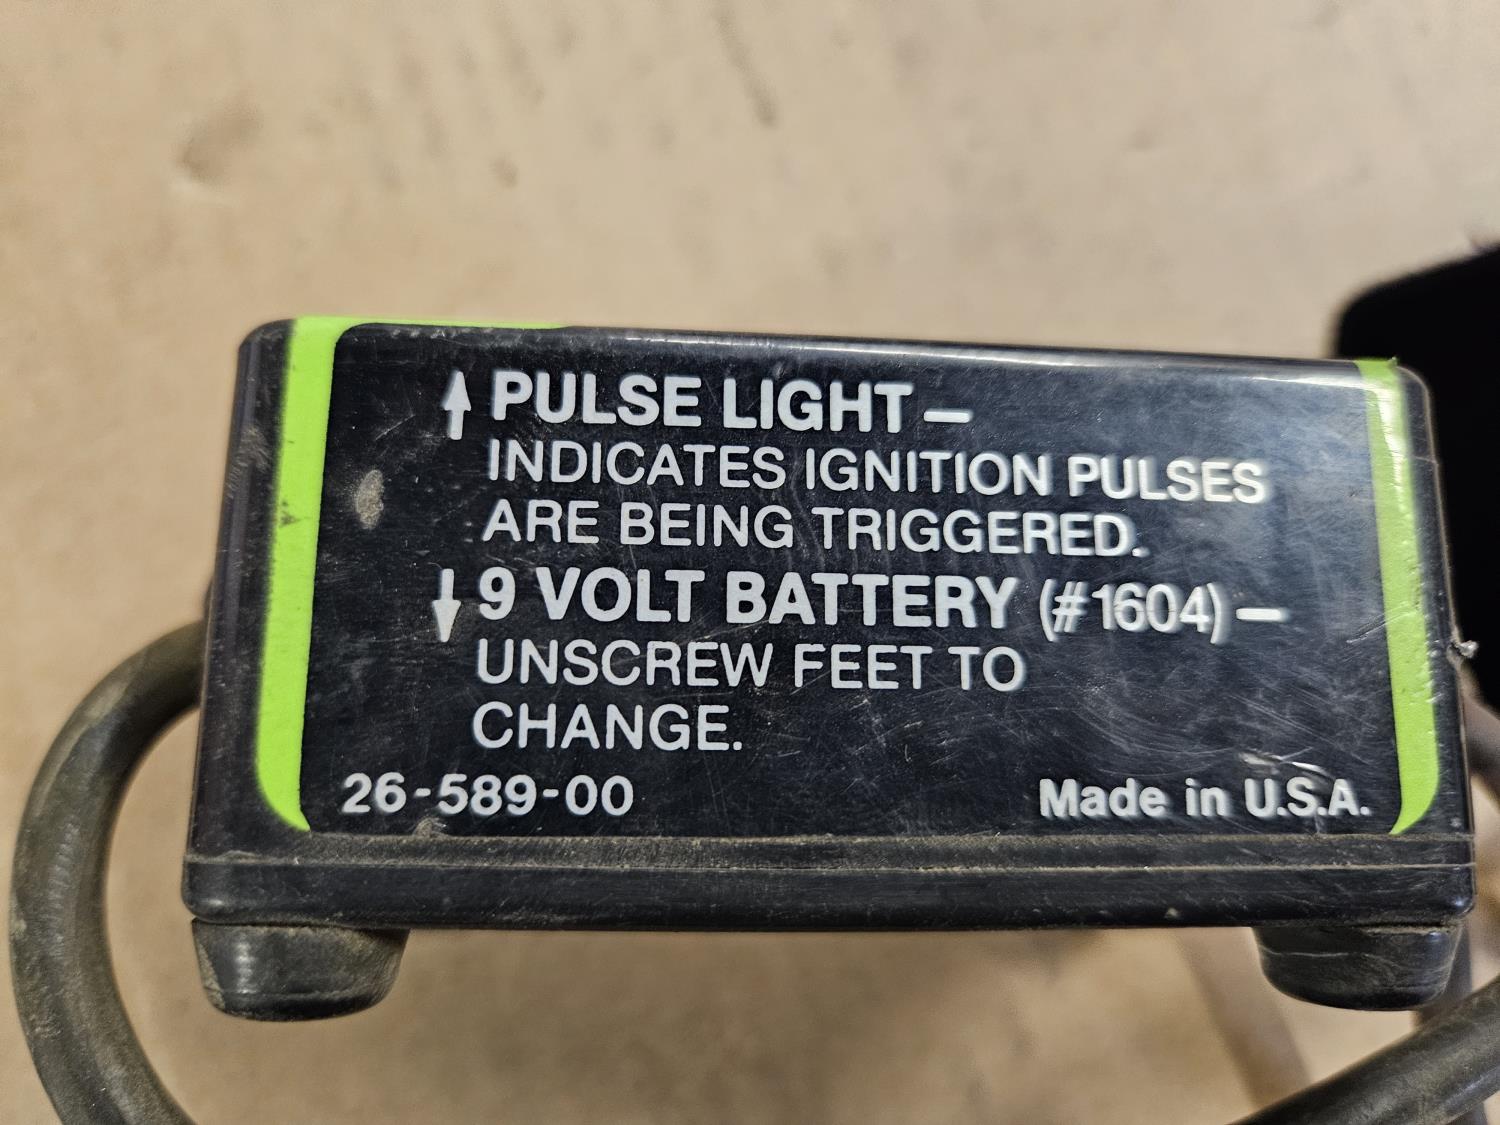 ↑ PULSE LIGHT –
INDICATES IGNITION PULSES
ARE BEING TRIGGERED.
↓ 9 VOLT BATTERY (#1604) –
UNSCREW FEET TO
CHANGE.
26-589-00
Made in U.S.A.